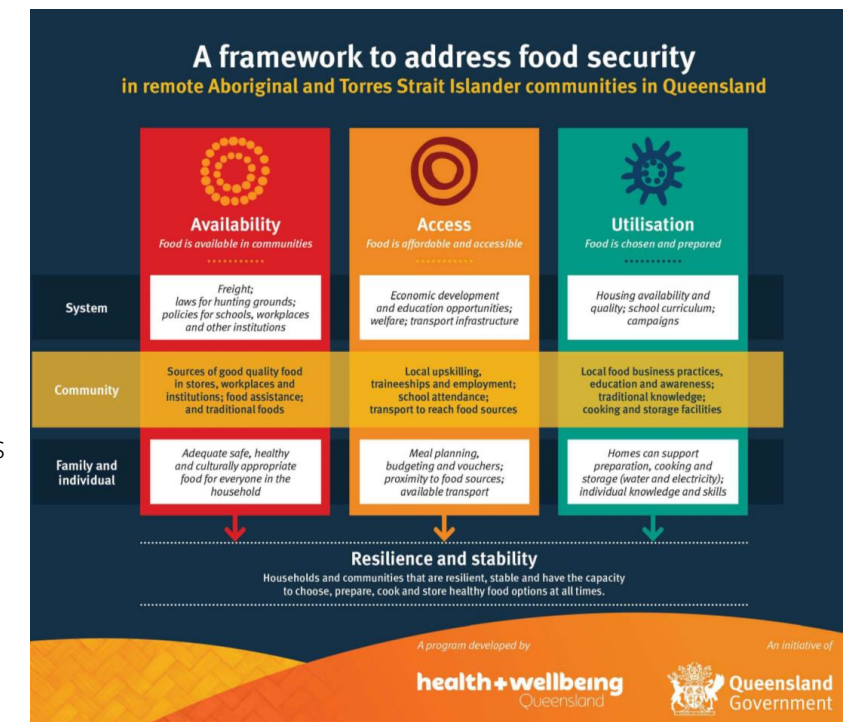 A framework to address food security
in remote Aboriginal and Torres Strait Islander communities in Queensland
Availability
Food is available in communities
Access
Food is affordable and accessible
Utilisation
Food is chosen and prepared
System
Freight;
laws for hunting grounds;
policies for schools, workplaces
and other institutions
Economic development
and education opportunities;
welfare; transport infrastructure
Housing availability and
quality; school curriculum;
campaigns
Community
Sources of good quality food
in stores, workplaces and
institutions; food assistance;
and traditional foods
Local upskilling,
traineeships and employment;
school attendance;
transport to reach food sources
Local food business practices,
education and awareness;
traditional knowledge;
cooking and storage facilities
s
Family and
individual
Adequate safe, healthy
and culturally appropriate
food for everyone in the
household
Meal planning,
budgeting and vouchers;
proximity to food sources;
available transport
Homes can support
preparation, cooking and
storage (water and electricity);
individual knowledge and skills
Resilience and stability
Households and communities that are resilient, stable and have the capacity
to choose, prepare, cook and store healthy food options at all times.
A program developed by
health+wellbeing
Queensland
An initiative of
Queensland
Government